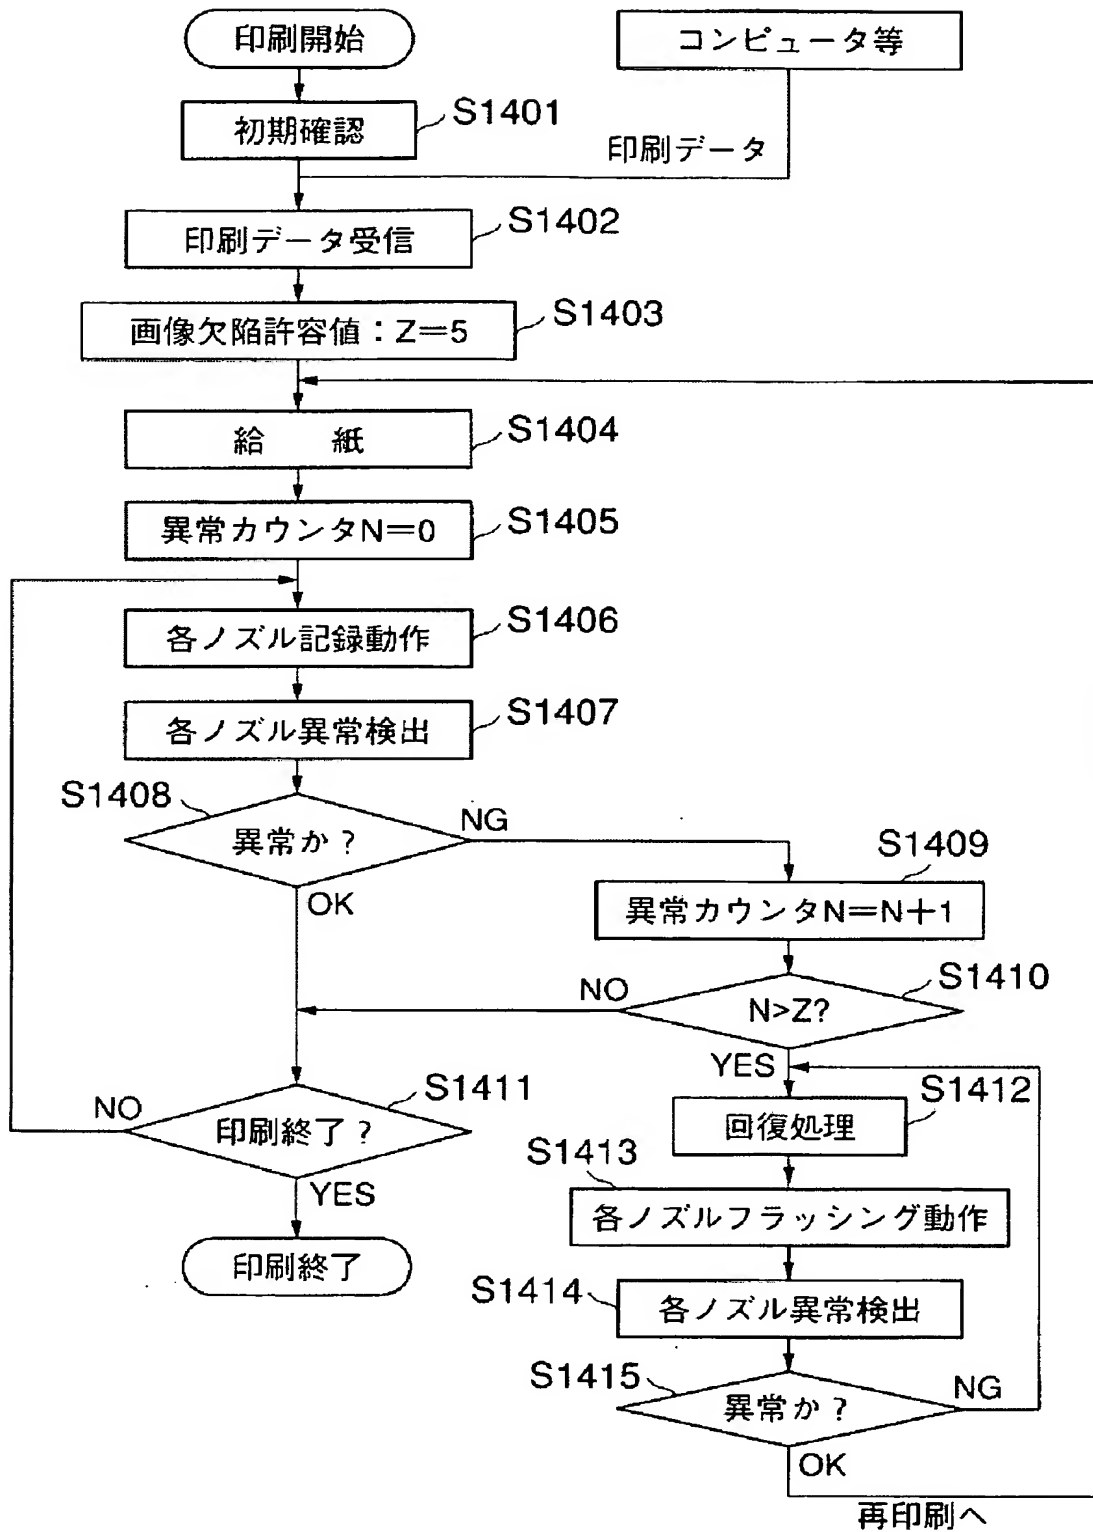 印刷開始
コンピュータ等
初期確認
S1401
印刷データ
印刷データ受信
S1402
画像欠陥許容値：Z＝5
S1403
給　紙
S1404
異常カウンタN＝0
S1405
各ノズル記録動作
S1406
各ノズル異常検出
S1407
S1408
異常か？
NG
OK
S1409
異常カウンタN＝N＋1
S1410
N>Z?
NO
YES
S1411
印刷終了？
NO
YES
印刷終了
S1412
回復処理
S1413
各ノズルフラッシング動作
S1414
各ノズル異常検出
S1415
異常か？
NG
OK
再印刷へ